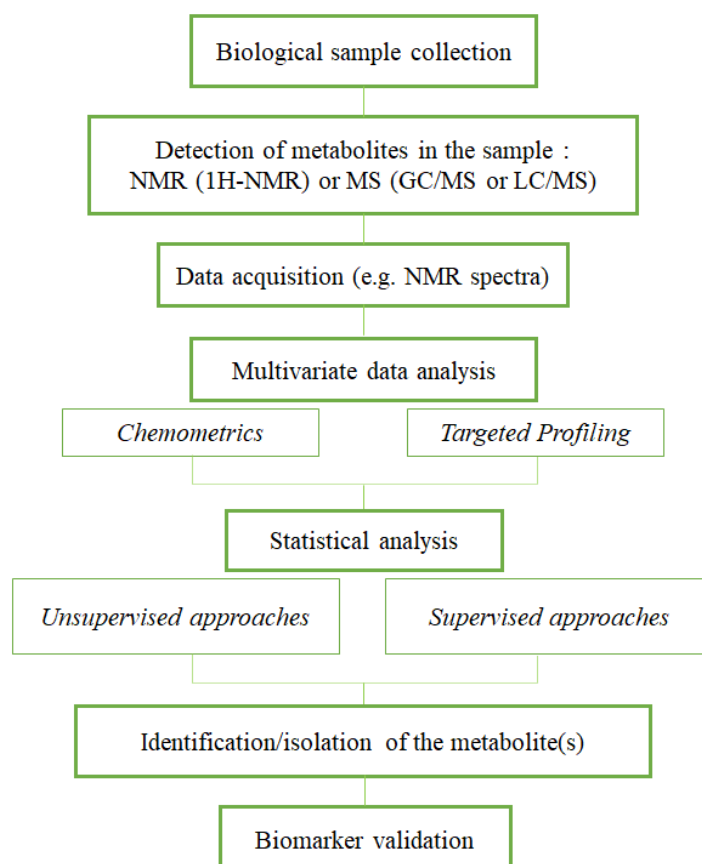 Biological sample collection
Detection of metabolites in the sample :
NMR (1H-NMR) or MS (GC/MS or LC/MS)
Data acquisition (e.g. NMR spectra)
Multivariate data analysis
Chemometrics
Targeted Profiling
Statistical analysis
Unsupervised approaches
Supervised approaches
Identification/isolation of the metabolite(s)
Biomarker validation